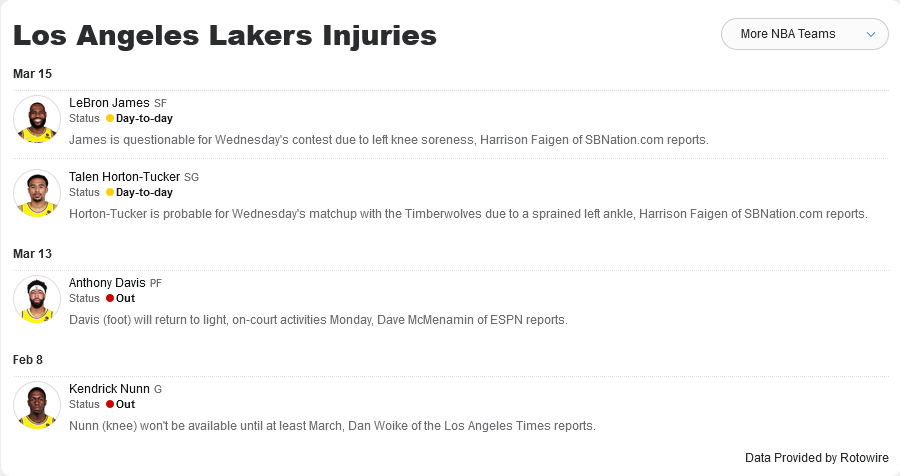 Los Angeles Lakers Injuries
More NBA Teams
Mar 15
LeBron James SF
Status Day-to-day
James is questionable for Wednesday's contest due to left knee soreness, Harrison Faigen of SBNation.com reports.
Talen Horton-Tucker SG
Status Day-to-day
Horton-Tucker is probable for Wednesday's matchup with the Timberwolves due to a sprained left ankle, Harrison Faigen of SBNation.com reports.
Mar 13
Anthony Davis PF
Status Out
Davis (foot) will return to light, on-court activities Monday, Dave McMenamin of ESPN reports.
Feb 8
Kendrick Nunn G
Status Out
Nunn (knee) won't be available until at least March, Dan Woike of the Los Angeles Times reports.
Data Provided by Rotowire